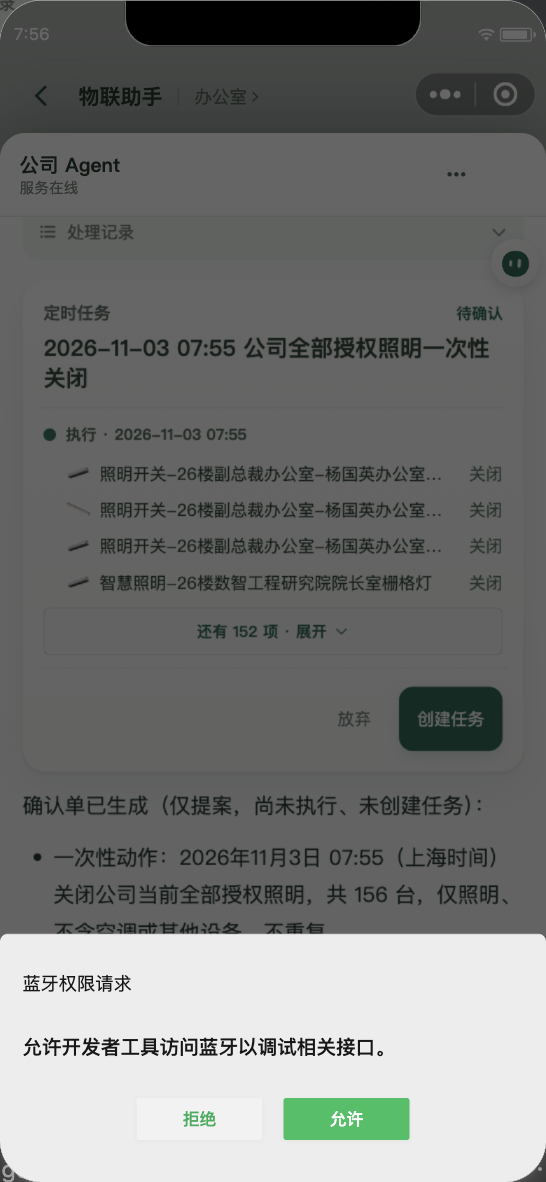 录
7:56
物联助手
办公室
公司 Agent
服务在线
处理记录
定时任务
待确认
2026-11-03 07:55 公司全部授权照明一次性
关闭
执行 · 2026-11-03 07:55
照明开关-26楼副总裁办公室-杨国英办公室... 关闭
照明开关-26楼副总裁办公室-杨国英办公室... 关闭
照明开关-26楼副总裁办公室-杨国英办公室... 关闭
智慧照明-26楼数智工程研究院院长室栅格灯 关闭
还有 152 项 · 展开
放弃
创建任务
确认单已生成（仅提案，尚未执行、未创建任务）：
• 一次性动作：2026年11月3日 07:55（上海时间）
关闭公司当前全部授权照明，共 156 台，仅照明、
不含空调或其他设备，不重复
蓝牙权限请求
允许开发者工具访问蓝牙以调试相关接口。
拒绝
允许